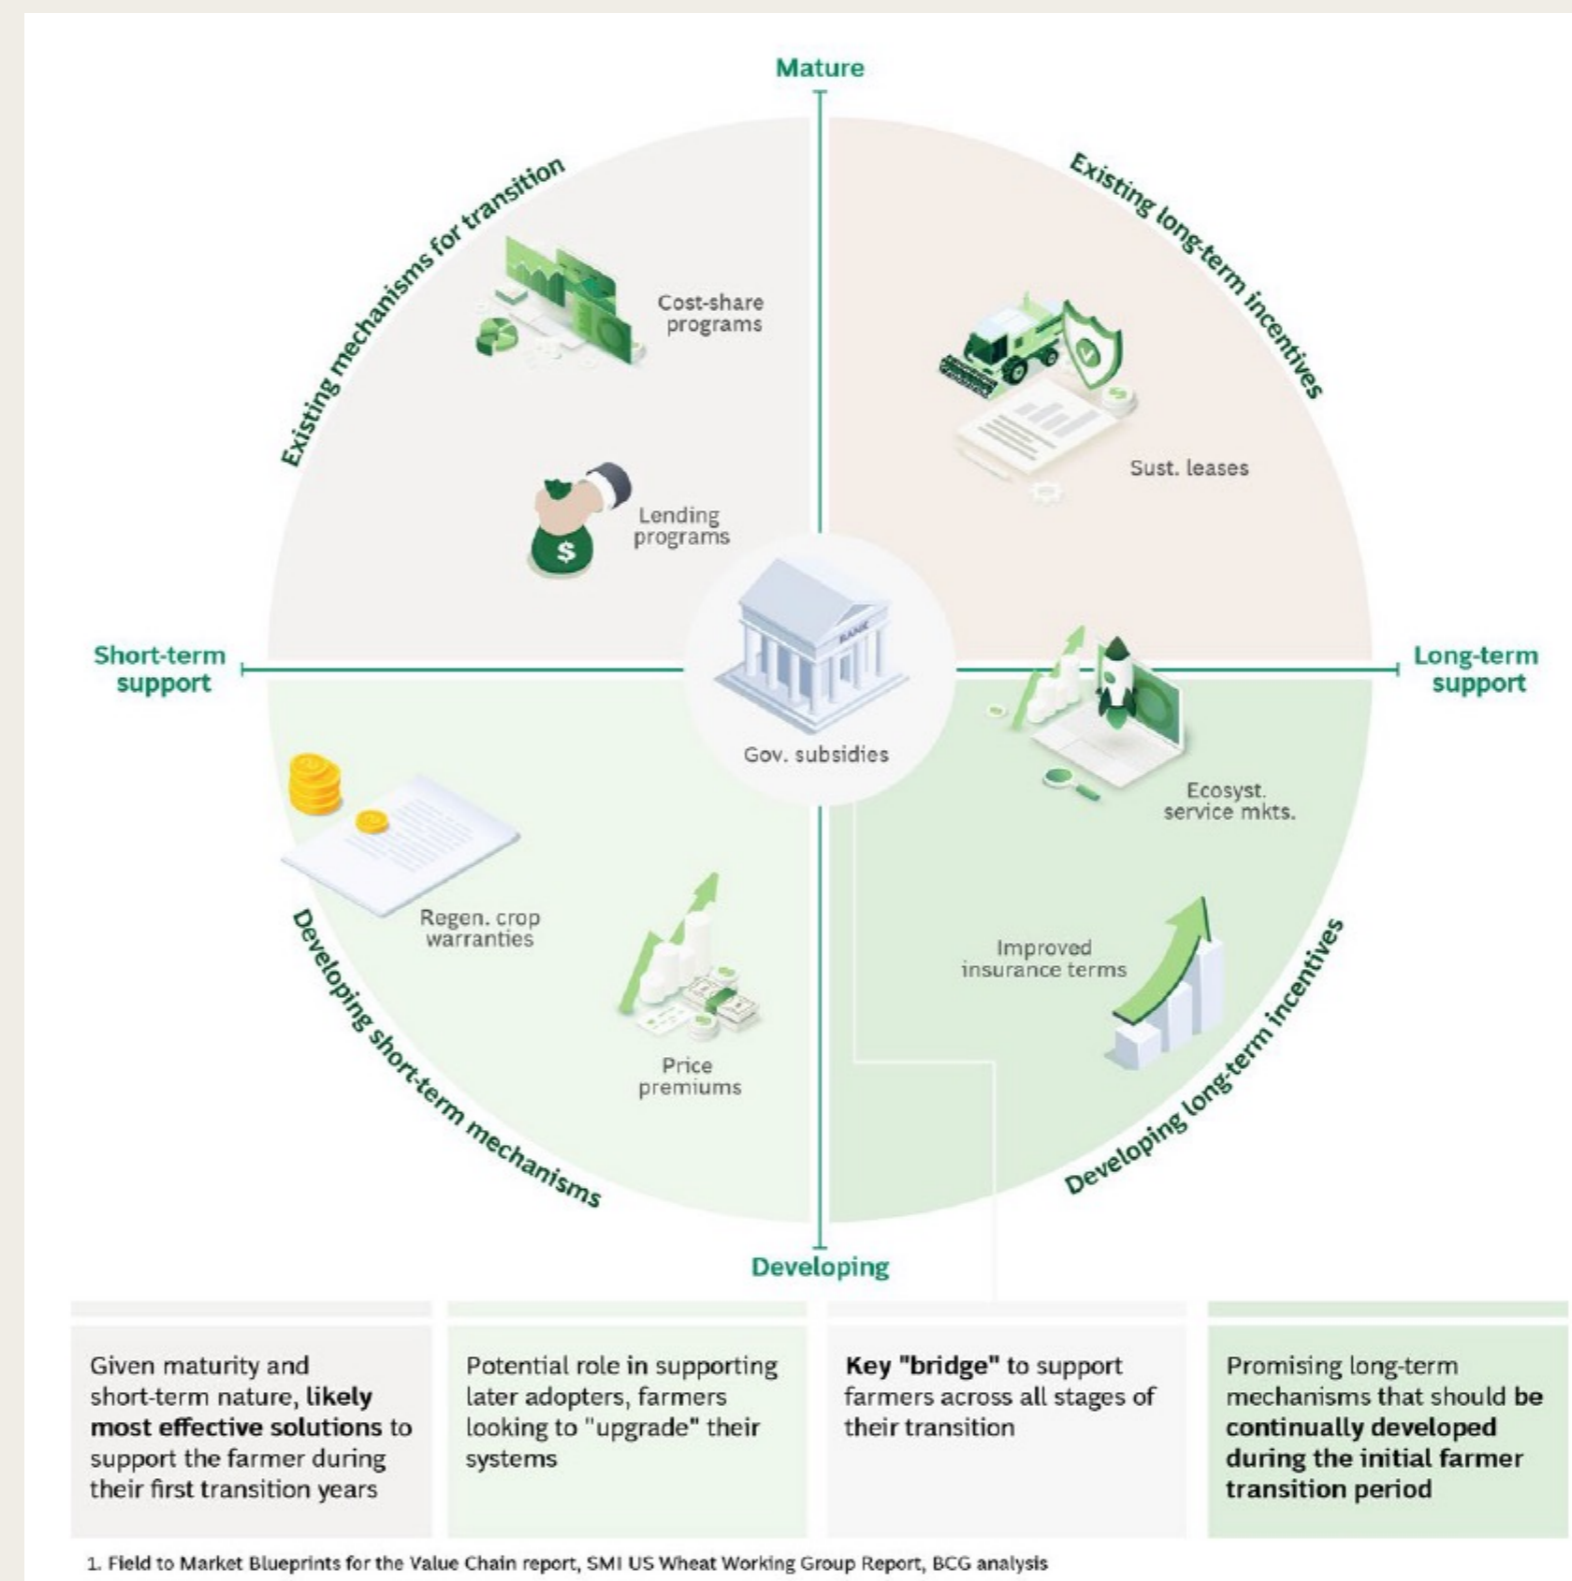 Mature
Existing mechanisms for transition
Existing long-term incentives
Cost-share
programs
Sust. leases
Lending
programs
$
BANK
Gov. subsidies
Short-term
support
Long-term
support
Ecosyst.
service mkts.
Regen. crop
warranties
Improved
insurance terms
Price
premiums
Developing short-term mechanisms
Developing long-term incentives
Developing
Given maturity and
short-term nature, likely
most effective solutions to
support the farmer during
their first transition years
Potential role in supporting
later adopters, farmers
looking to "upgrade" their
systems
Key "bridge" to support
farmers across all stages of
their transition
Promising long-term
mechanisms that should be
continually developed
during the initial farmer
transition period
1. Field to Market Blueprints for the Value Chain report, SMI US Wheat Working Group Report, BCG analysis